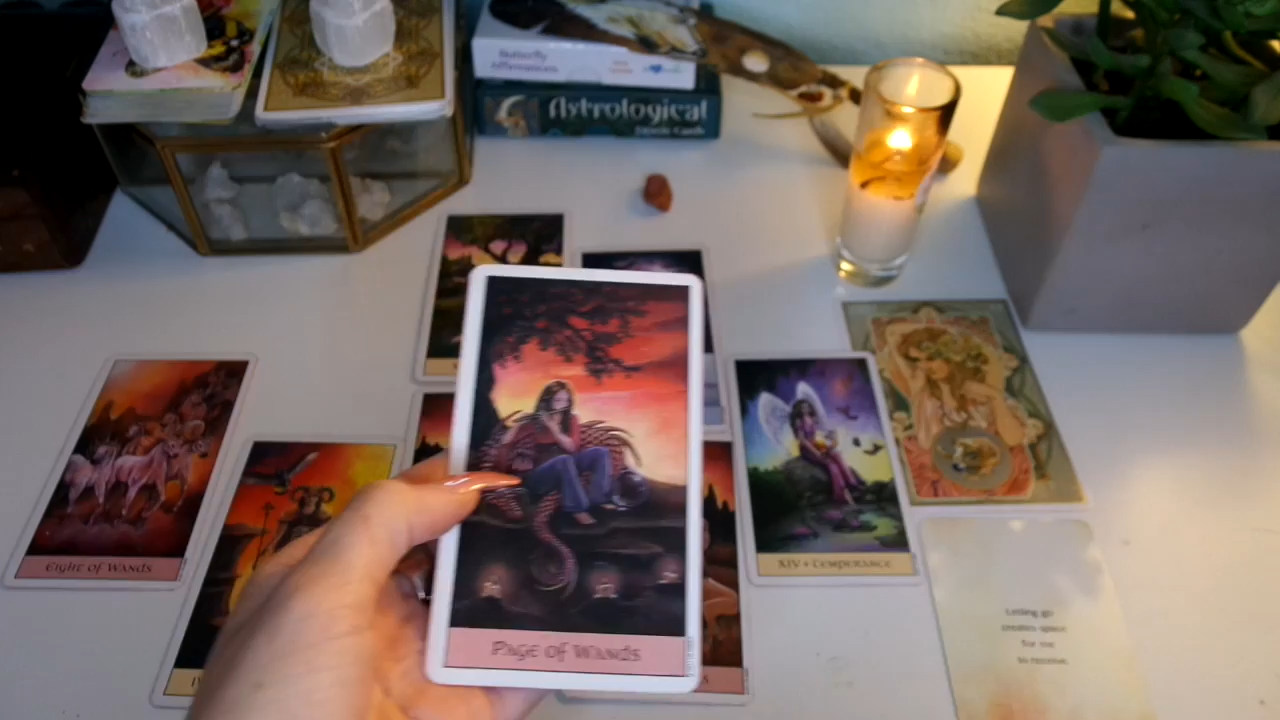 Butterfly
Affirmations
Astrological
Oracle Cards
Eight of Wands
Page of Wands
XIV • Temperance
Letting go
creates space
for me
to receive.